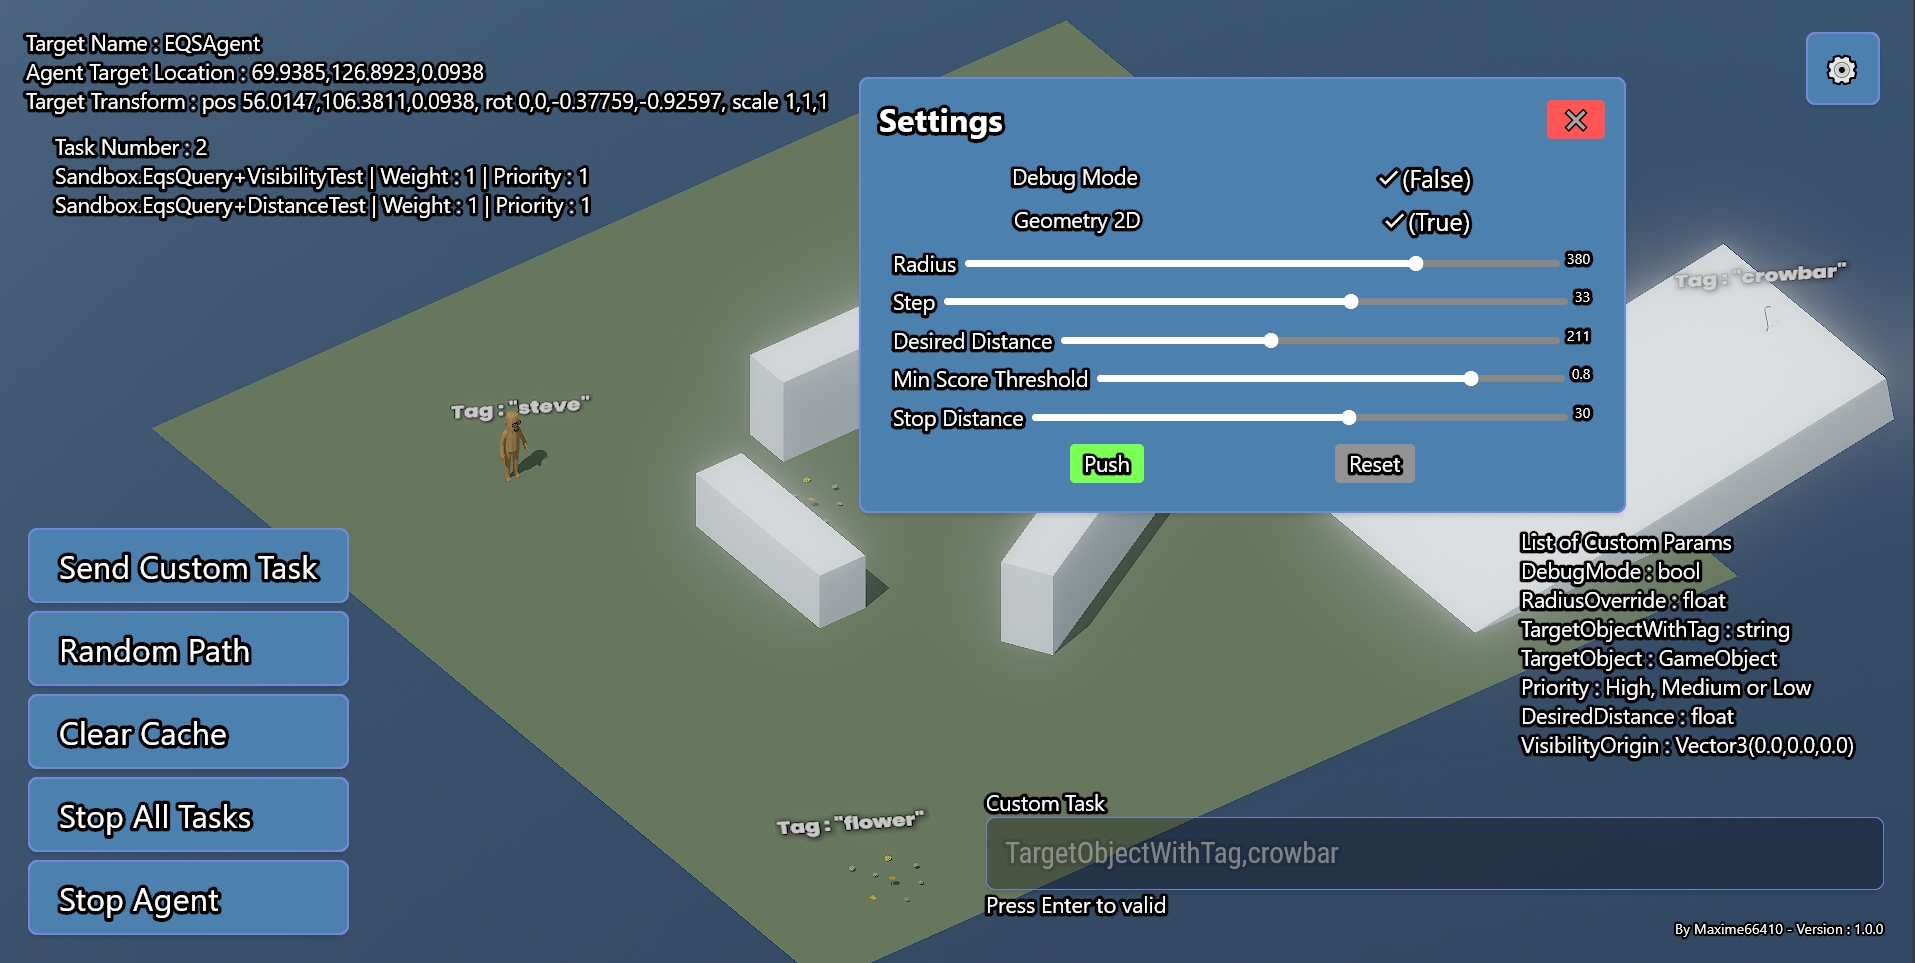 Target Name : EQSAgent
Agent Target Location : 69.9385,126.8923,0.0938
Target Transform : pos 56.0147,106.3811,0.0938, rot 0,0,-0.37759,-0.92597, scale 1,1,1
Task Number : 2
Sandbox.EqsQuery+VisibilityTest | Weight : 1 | Priority : 1
Sandbox.EqsQuery+DistanceTest | Weight : 1 | Priority : 1
Settings
Debug Mode (False)
Geometry 2D (True)
Radius 380
Step 33
Desired Distance 211
Min Score Threshold 0.8
Stop Distance 30
Push Reset
Tag : "crowbar"
Tag : "steve"
Send Custom Task
Random Path
Clear Cache
Stop All Tasks
Stop Agent
List of Custom Params
DebugMode : bool
RadiusOverride : float
TargetObjectWithTag : string
TargetObject : GameObject
Priority : High, Medium or Low
DesiredDistance : float
VisibilityOrigin : Vector3(0.0,0.0,0.0)
Tag : "flower"
Custom Task
TargetObjectWithTag,crowbar
Press Enter to valid
By Maxime66410 - Version : 1.0.0